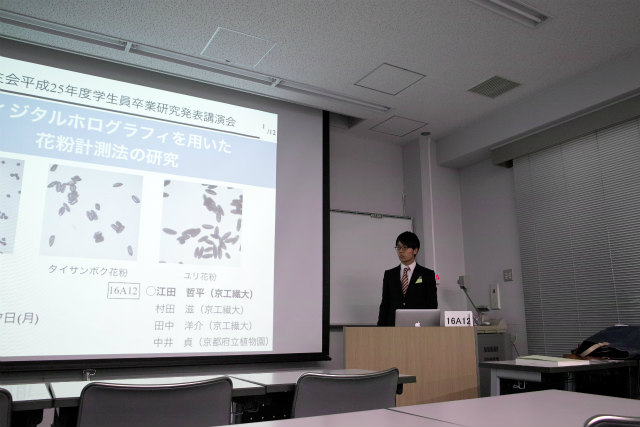 会平成25年度学生員卒業研究発表講演会
1/12
ィジタルホログラフィを用いた
花粉計測法の研究
タイサンボク花粉
ユリ花粉
16A12
○江田 哲平（京工繊大）
村田 滋（京工繊大）
田中 洋介（京工繊大）
中井 貞（京都府立植物園）
日(月)
16A12